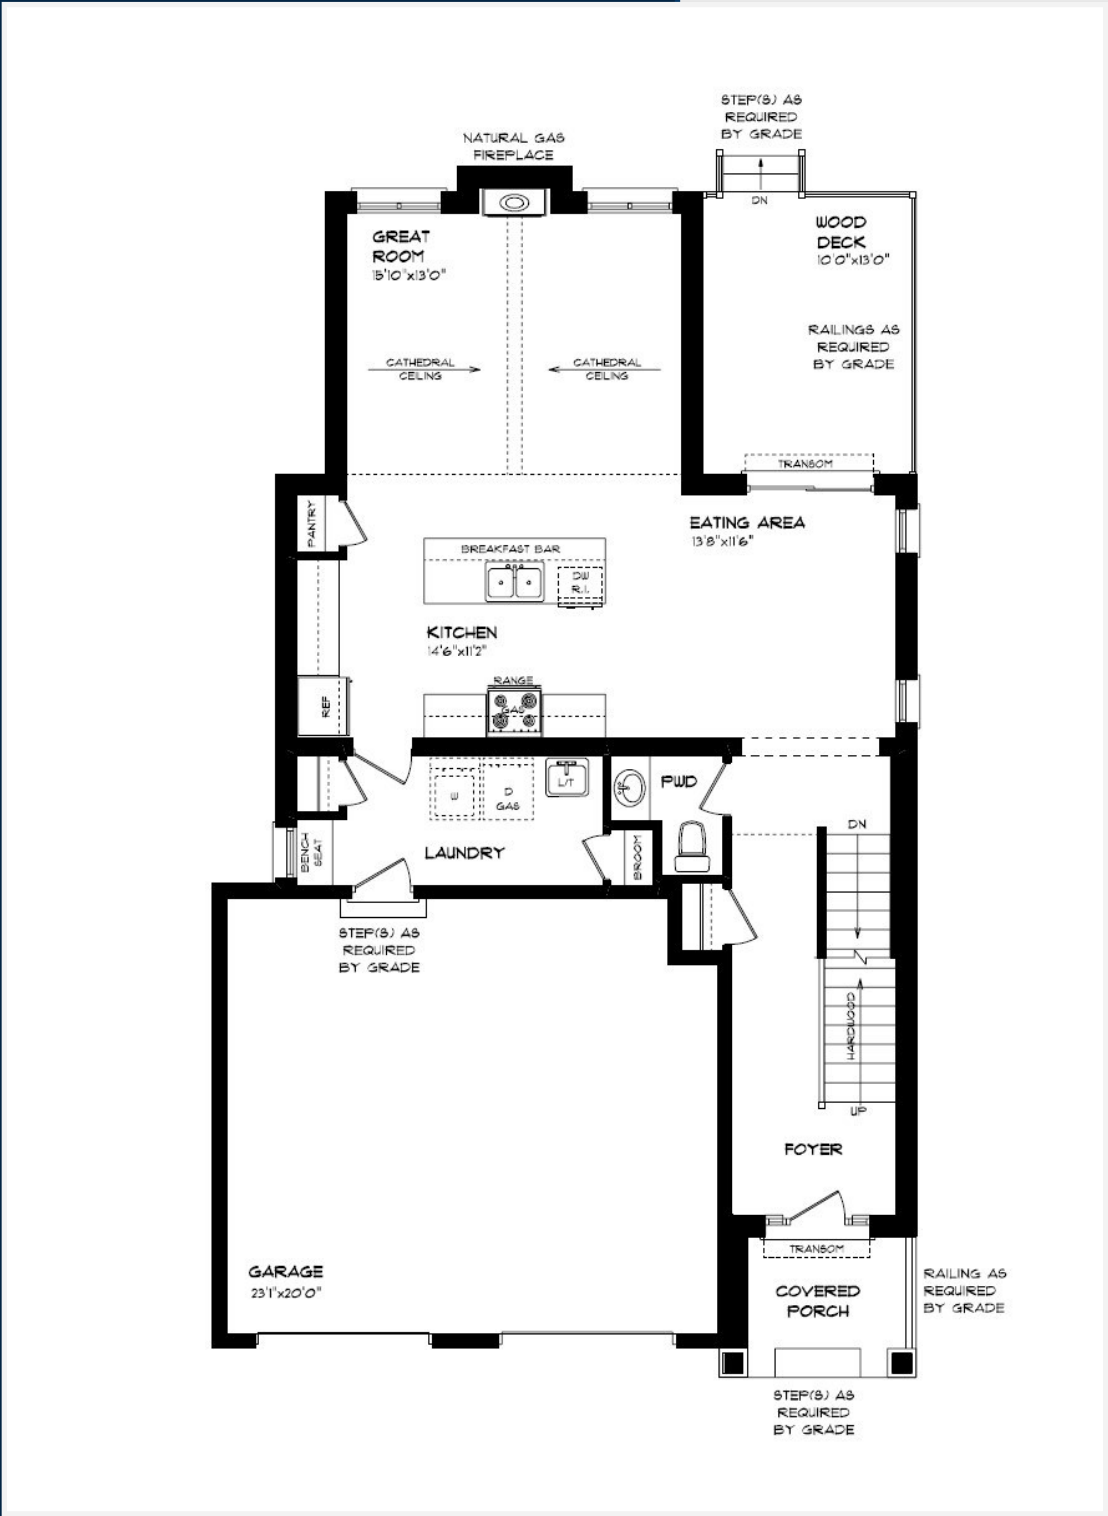 STEP(S) AS
REQUIRED
BY GRADE
NATURAL GAS
FIREPLACE
DN
GREAT
ROOM
15'10"x13'0"
WOOD
DECK
10'0"x13'0"
RAILINGS AS
REQUIRED
BY GRADE
CATHEDRAL
CEILING
CATHEDRAL
CEILING
TRANSOM
PANTRY
EATING AREA
13'8"x11'6"
BREAKFAST BAR
DW
R.I.
KITCHEN
14'6"x11'2"
RANGE
GAS
REF
W
D
GAS
L/T
PWD
BENCH
SEAT
LAUNDRY
BROOM
DN
STEP(S) AS
REQUIRED
BY GRADE
HARDWOOD
UP
FOYER
TRANSOM
GARAGE
23'1"x20'0"
COVERED
PORCH
RAILING AS
REQUIRED
BY GRADE
STEP(S) AS
REQUIRED
BY GRADE